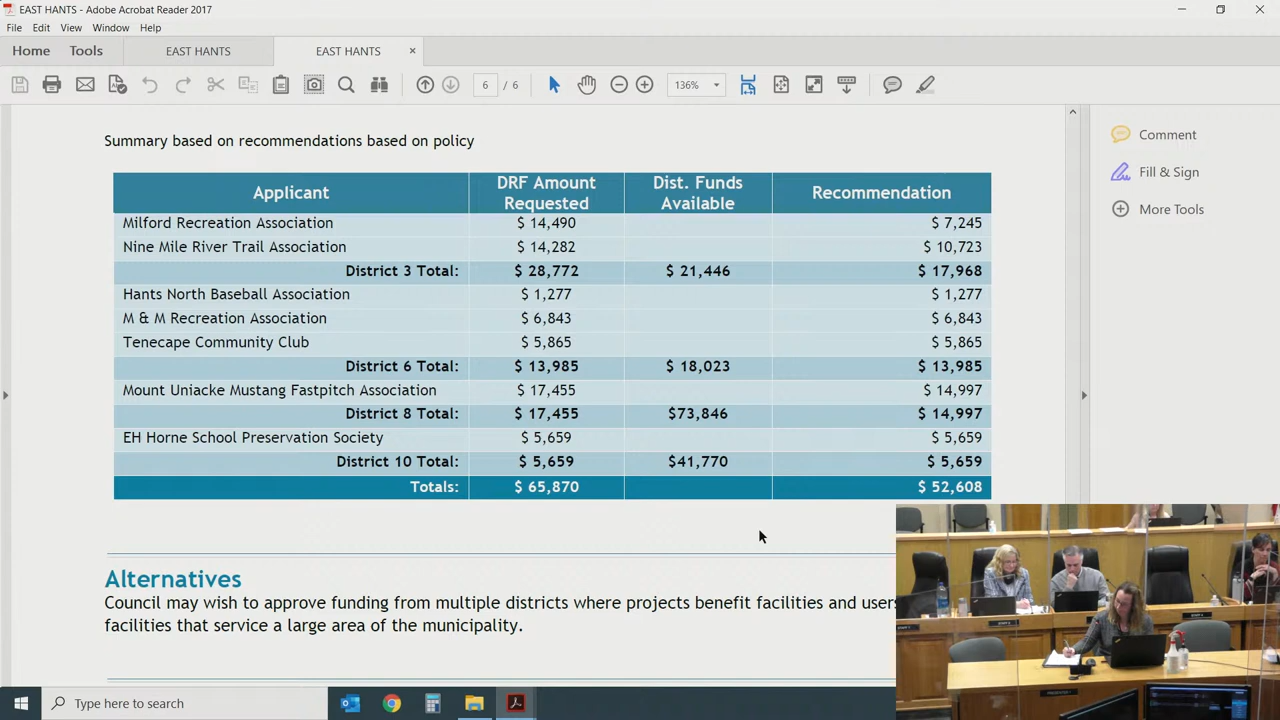 EAST HANTS - Adobe Acrobat Reader 2017
File Edit View Window Help
Home Tools EAST HANTS EAST HANTS ×
6 / 6 136%
Comment
Fill & Sign
More Tools
Summary based on recommendations based on policy
Applicant DRF Amount Requested Dist. Funds Available Recommendation
Milford Recreation Association $ 14,490 $ 7,245
Nine Mile River Trail Association $ 14,282 $ 10,723
District 3 Total: $ 28,772 $ 21,446 $ 17,968
Hants North Baseball Association $ 1,277 $ 1,277
M & M Recreation Association $ 6,843 $ 6,843
Tenecape Community Club $ 5,865 $ 5,865
District 6 Total: $ 13,985 $ 18,023 $ 13,985
Mount Uniacke Mustang Fastpitch Association $ 17,455 $ 14,997
District 8 Total: $ 17,455 $73,846 $ 14,997
EH Horne School Preservation Society $ 5,659 $ 5,659
District 10 Total: $ 5,659 $41,770 $ 5,659
Totals: $ 65,870 $ 52,608
Alternatives
Council may wish to approve funding from multiple districts where projects benefit facilities and users
facilities that service a large area of the municipality.
Type here to search